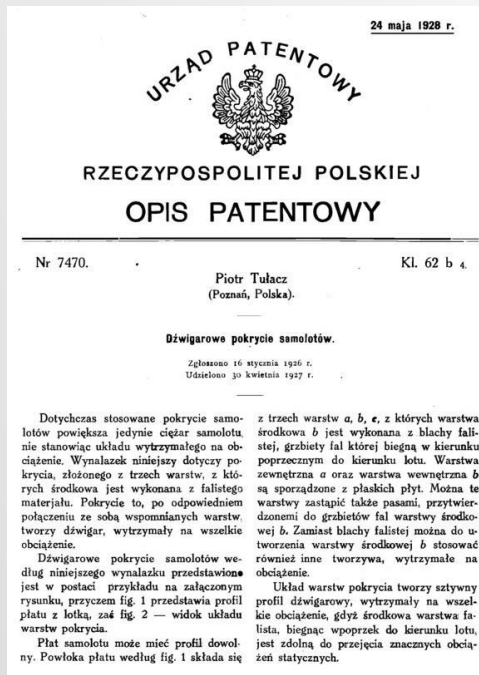 24 maja 1928 r.
URZĄD PATENTOWY
RZECZYPOSPOLITEJ POLSKIEJ
OPIS PATENTOWY
Nr 7470.
Kl. 62 b 4.
Piotr Tułacz
(Poznań, Polska).
Dźwigarowe pokrycie samolotów.
Zgłoszono 16 stycznia 1926 r.
Udzielono 30 kwietnia 1927 r.
Dotychczas stosowane pokrycie samo-
lotów powiększa jedynie ciężar samolotu,
nie stanowiąc układu wytrzymałego na ob-
ciążenie. Wynalazek niniejszy dotyczy po-
krycia, złożonego z trzech warstw, z któ-
rych środkowa jest wykonana z falistego
materjału. Pokrycie to, po odpowiedniem
połączeniu ze sobą wspomnianych warstw,
tworzy dźwigar, wytrzymały na wszelkie
obciążenie.
Dźwigarowe pokrycie samolotów we-
dług niniejszego wynalazku przedstawione
jest w postaci przykładu na załączonym
rysunku, przyczem fig. 1 przedstawia profil
płatu z lotką, zaś fig. 2 — widok układu
warstw pokrycia.
Płat samolotu może mieć profil dowol-
ny. Powłoka płatu według fig. 1 składa się
z trzech warstw a, b, c, z których warstwa
środkowa b jest wykonana z blachy fali-
stej, grzbiety fal której biegną w kierunku
poprzecznym do kierunku lotu. Warstwa
zewnętrzna a oraz warstwa wewnętrzna b
są sporządzone z płaskich płyt. Można te
warstwy zastąpić także pasami, przytwier-
dzonemi do grzbietów fal warstwy środko-
wej b. Zamiast blachy falistej można do u-
tworzenia warstwy środkowej b stosować
również inne tworzywa, wytrzymałe na
obciążenie.
Układ warstw pokrycia tworzy sztywny
profil dźwigarowy, wytrzymały na wszel-
kie obciążenie, gdyż środkowa warstwa fa-
lista, biegnąc wpoprzek do kierunku lotu,
jest zdolną do przejęcia znacznych obcią-
żeń statycznych.